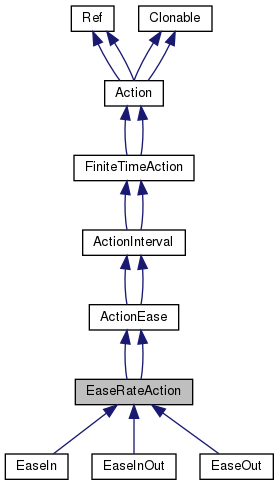 Ref Clonable
Action
FiniteTimeAction
ActionInterval
ActionEase
EaseRateAction
EaseIn EaseInOut EaseOut